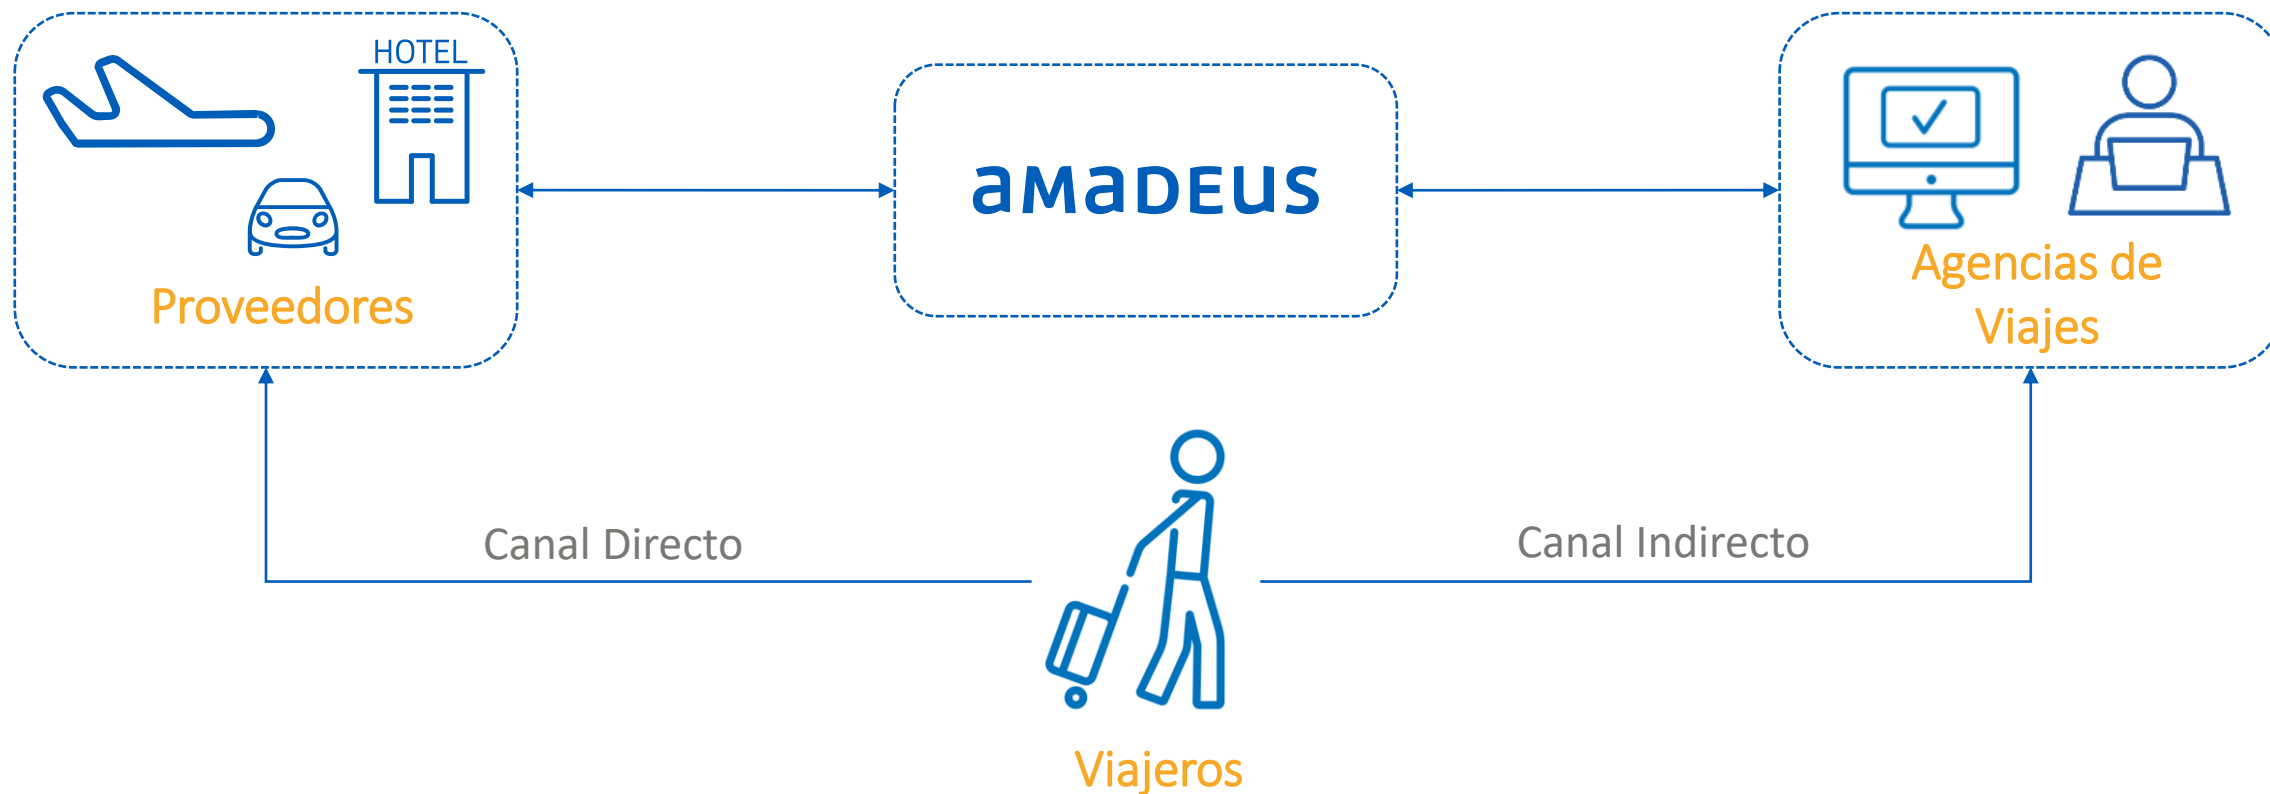 HOTEL
Proveedores
aMaDEUS
Agencias de
Viajes
Canal Directo
Canal Indirecto
Viajeros